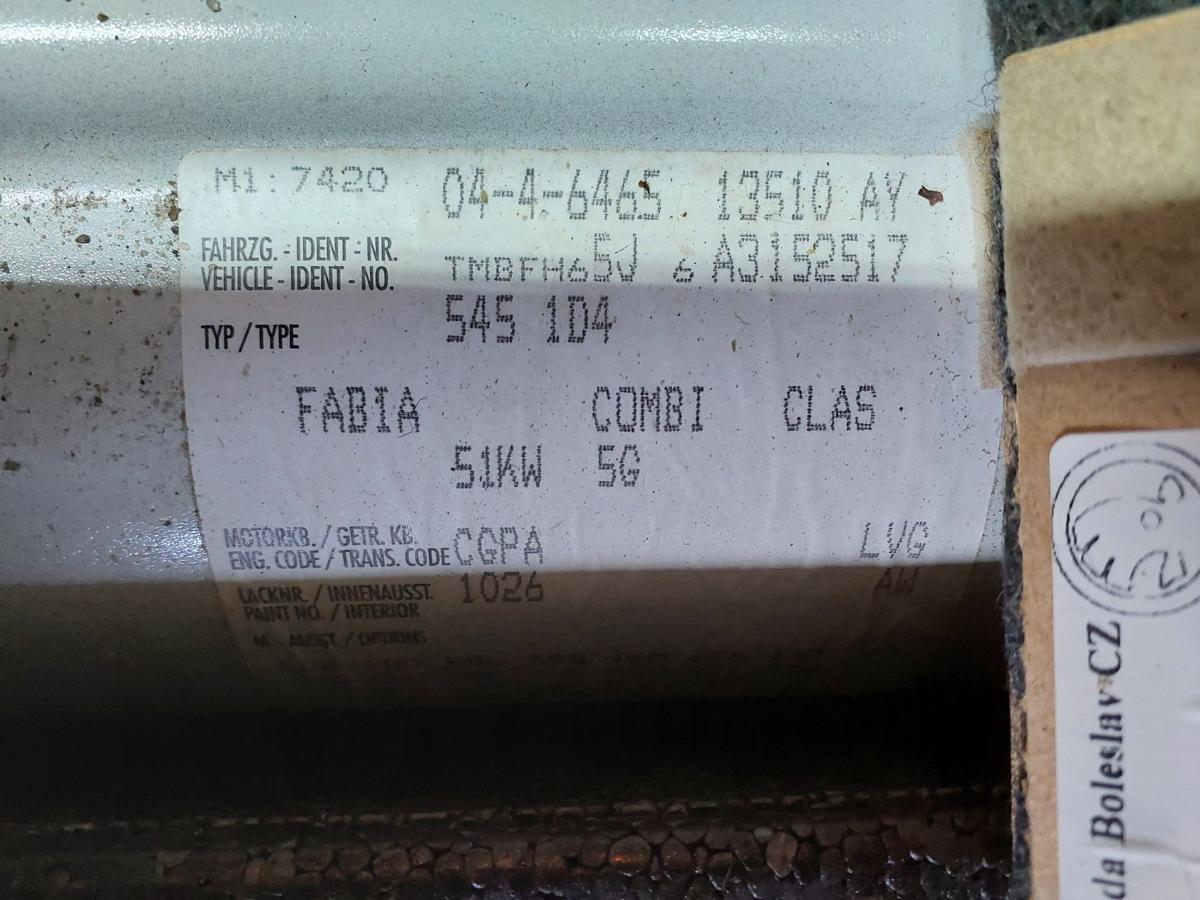 M1:7420 04-4-6465 13510 AY
FAHRZG. - IDENT - NR.
VEHICLE - IDENT - NO. TMBFH65J 6 A3152517
TYP / TYPE 545 1D4
FABIA COMBI CLAS
51KW 5G
MOTORKB. / GETR. KB.
ENG. CODE / TRANS. CODE CGPA LVG
LACKNR. / INNENAUSST. 1026 AW
PAINT NO. / INTERIOR
M AUSST. / OPTIONS
da Boleslav CZ